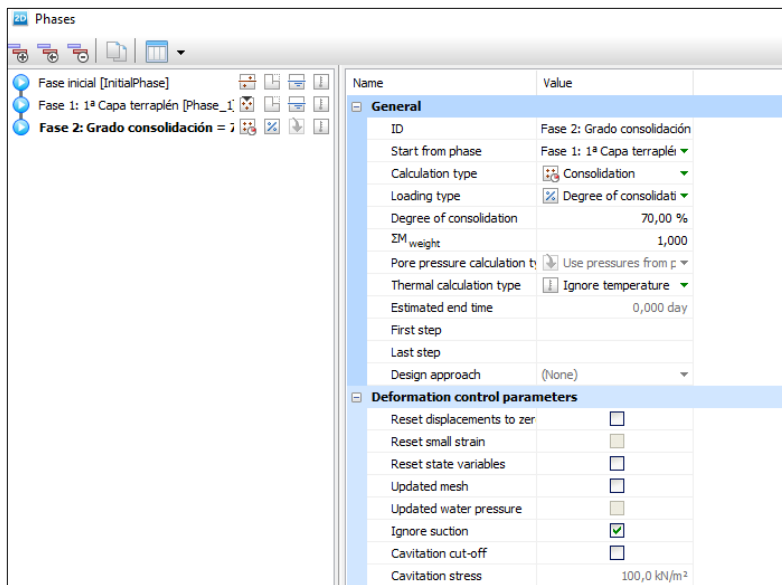 2D Phases
Fase inicial [InitialPhase]
Fase 1: 1ª Capa terraplén [Phase_1]
Fase 2: Grado consolidación = 7
Name Value
General
ID Fase 2: Grado consolidación
Start from phase Fase 1: 1ª Capa terraplé
Calculation type Consolidation
Loading type % Degree of consolidati
Degree of consolidation 70,00 %
ΣM weight 1,000
Pore pressure calculation ty Use pressures from p
Thermal calculation type Ignore temperature
Estimated end time 0,000 day
First step
Last step
Design approach (None)
Deformation control parameters
Reset displacements to zer
Reset small strain
Reset state variables
Updated mesh
Updated water pressure
Ignore suction
Cavitation cut-off
Cavitation stress 100,0 kN/m²